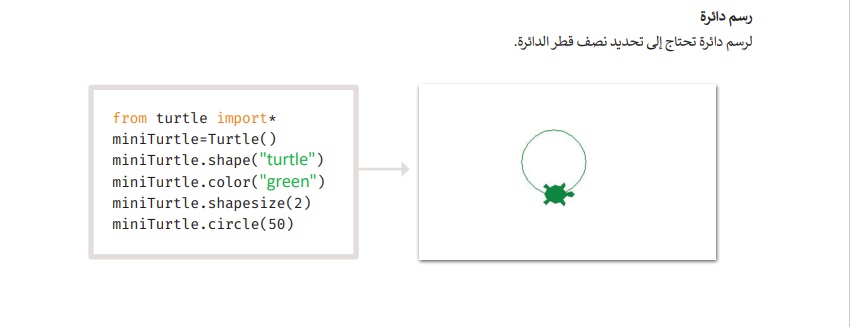 رسم دائرة
لرسم دائرة تحتاج إلى تحديد نصف قطر الدائرة.
from turtle import*
miniTurtle=Turtle()
miniTurtle.shape("turtle")
miniTurtle.color("green")
miniTurtle.shapesize(2)
miniTurtle.circle(50)